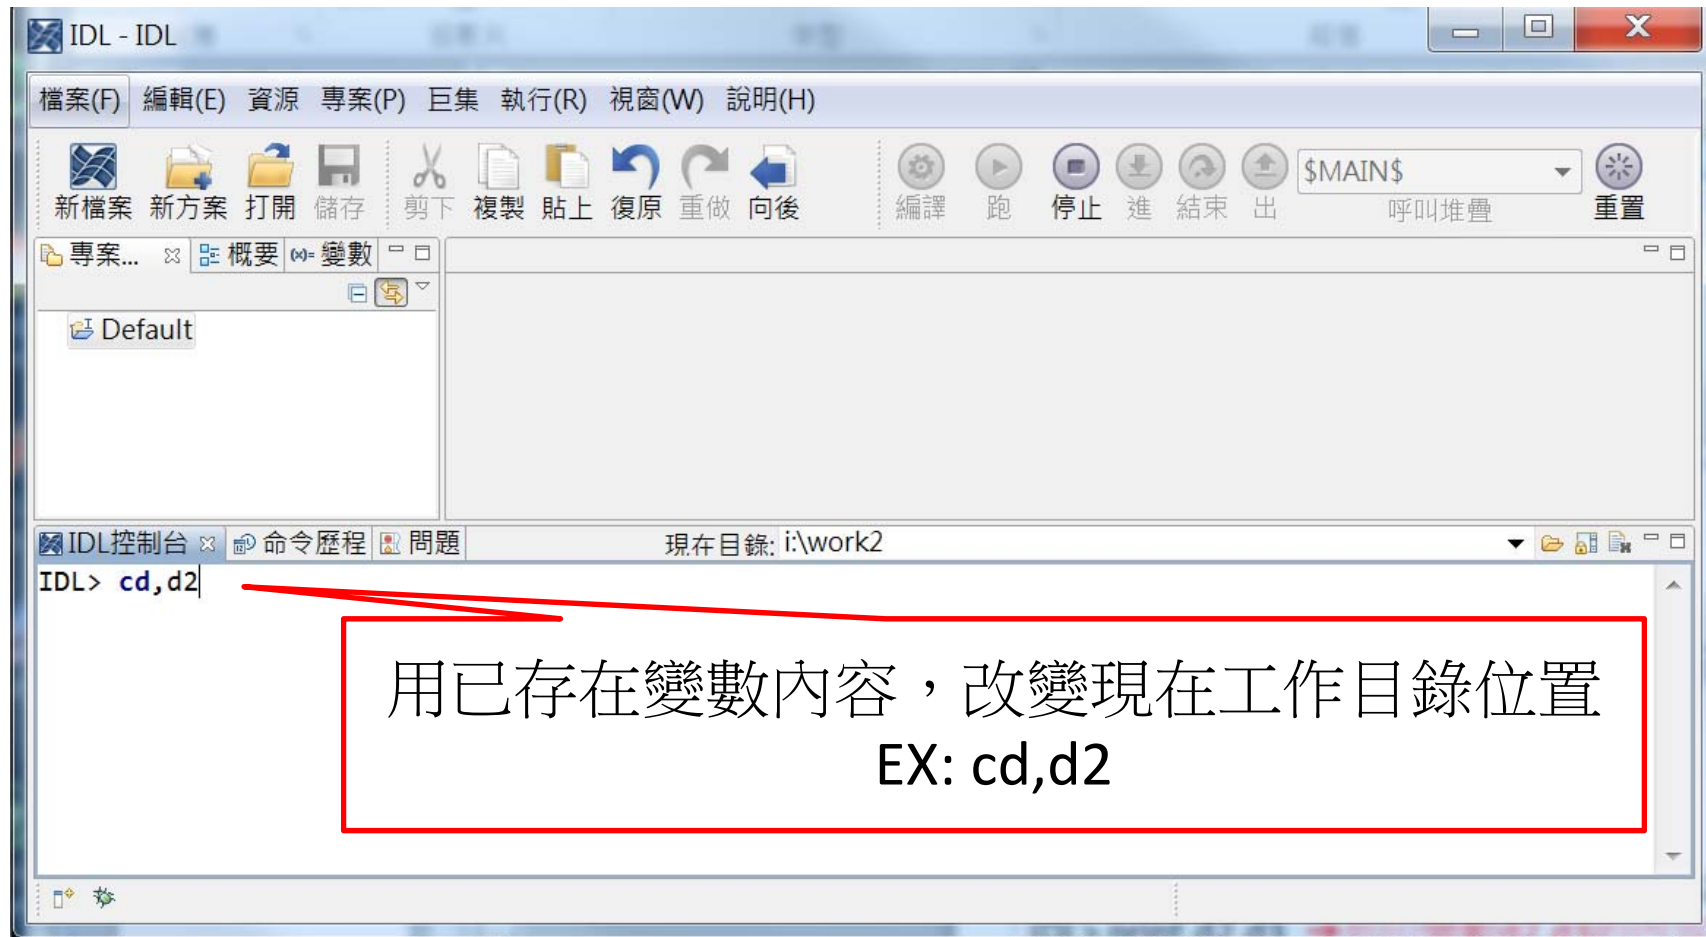 IDL - IDL
檔案(F) 編輯(E) 資源 專案(P) 巨集 執行(R) 視窗(W) 說明(H)
新檔案 新方案 打開 儲存 剪下 複製 貼上 復原 重做 向後 編譯 跑 停止 進 結束 出 $MAIN$ 呼叫堆疊 重置
專案... 概要 變數
Default
IDL控制台 命令歷程 問題 現在目錄: i:\work2
IDL> cd,d2
用已存在變數內容，改變現在工作目錄位置
EX: cd,d2